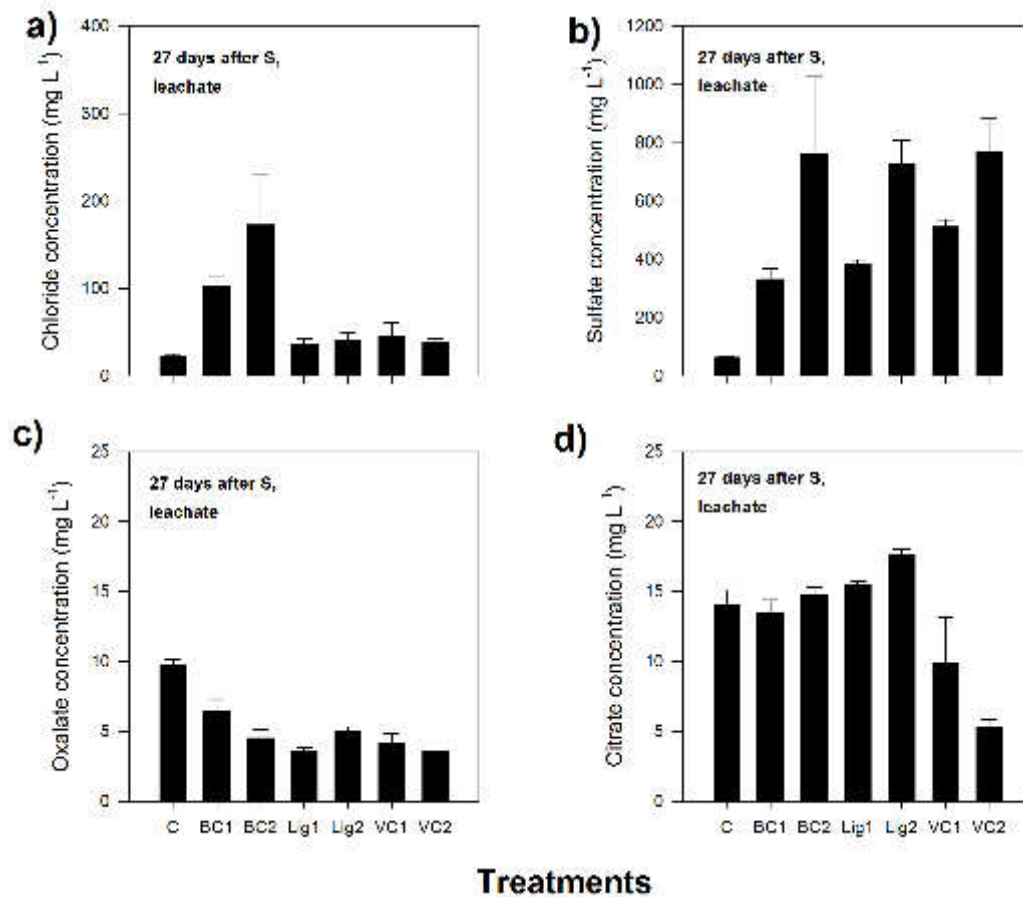 a)
400
300
200
100
0
Chloride concentration (mg L⁻¹)
27 days after S,
leachate
b)
1200
1000
800
600
400
200
0
Sulfate concentration (mg L⁻¹)
27 days after S,
leachate
c)
25
20
15
10
5
0
Oxalate concentration (mg L⁻¹)
27 days after S,
leachate
C BC1 BC2 Lig1 Lig2 VC1 VC2
d)
25
20
15
10
5
0
Citrate concentration (mg L⁻¹)
27 days after S,
leachate
C BC1 BC2 Lig1 Lig2 VC1 VC2
Treatments